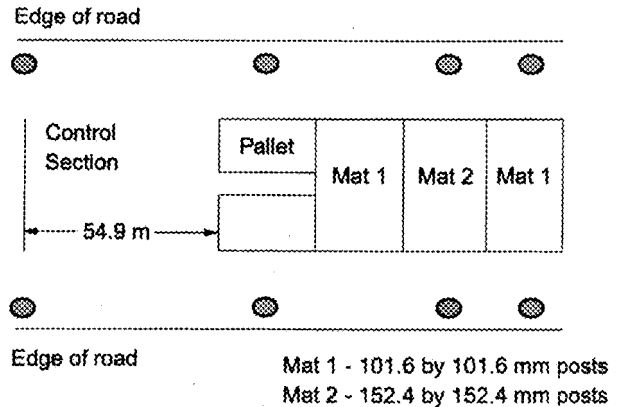 Edge of road
Control
Section
Pallet
Mat 1
Mat 2
Mat 1
54.9 m
Edge of road
Mat 1 - 101.6 by 101.6 mm posts
Mat 2 - 152.4 by 152.4 mm posts